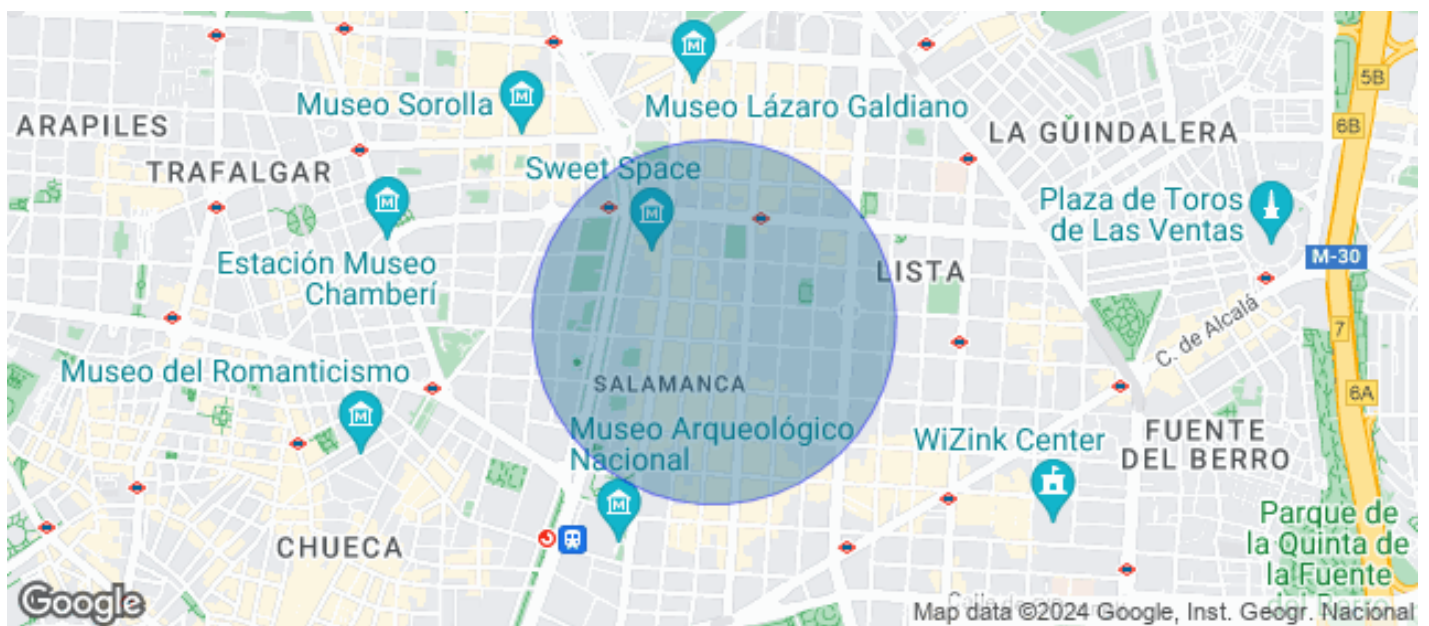 5B
Museo Sorolla
Museo Lázaro Galdiano
ARAPILES
6B
LA GÜINDALERA
TRAFALGAR
Sweet Space
Plaza de Toros
de Las Ventas
M-30
Estación Museo
Chamberí
LISTA
C. de Alcalá
7
Museo del Romanticismo
SALAMANCA
6A
Museo Arqueológico
Nacional
WiZink Center
FUENTE
DEL BERRO
CHUECA
Parque de
la Quinta de
la Fuente
Google
Map data ©2024 Google, Inst. Geogr. Nacional